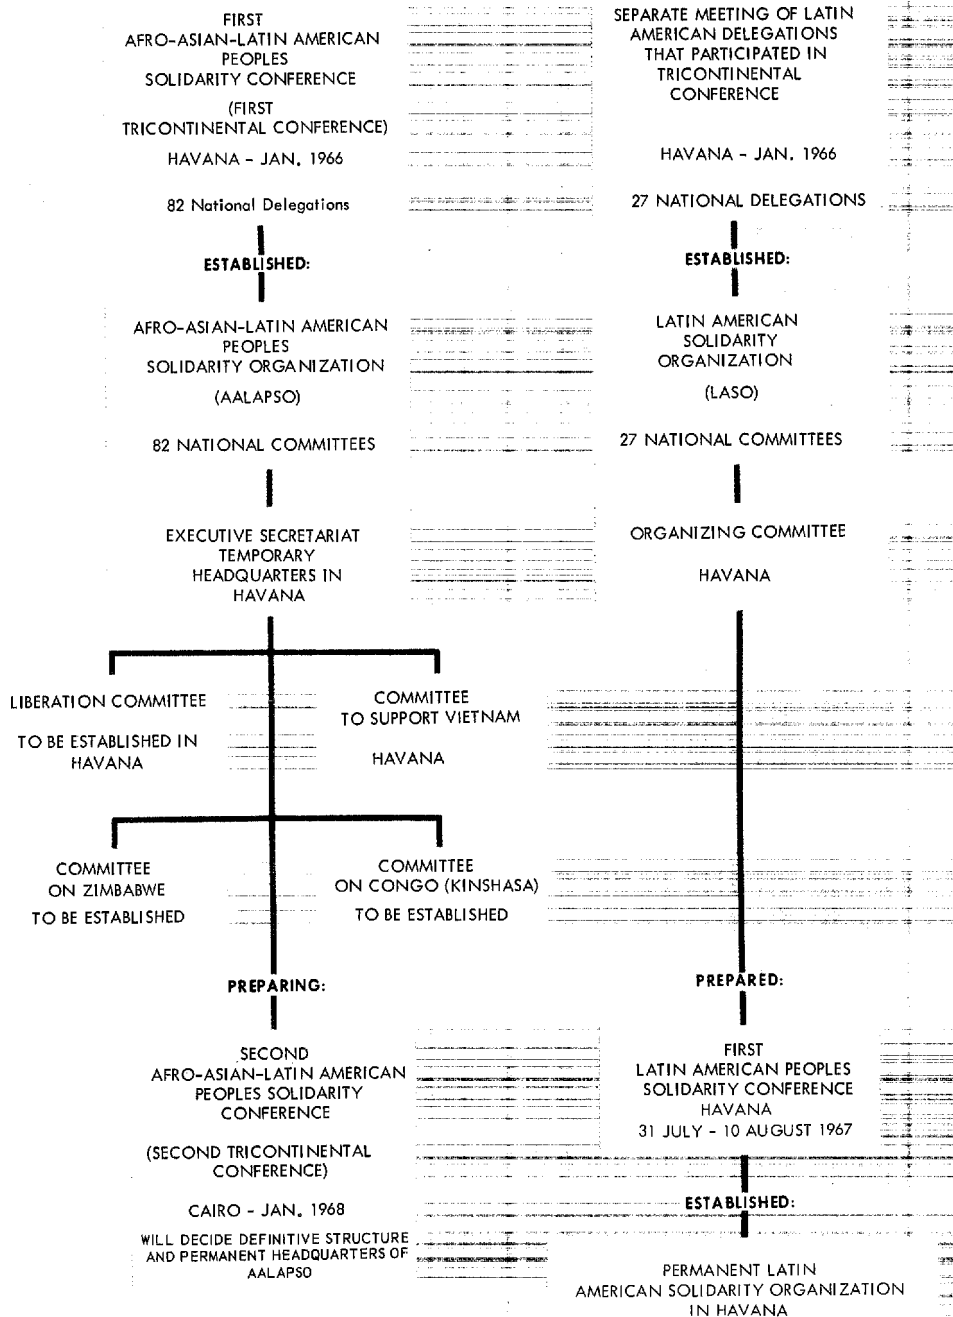 FIRST
AFRO-ASIAN-LATIN AMERICAN
PEOPLES
SOLIDARITY CONFERENCE
(FIRST
TRICONTINENTAL CONFERENCE)
HAVANA - JAN. 1966
82 National Delegations
ESTABLISHED:
AFRO-ASIAN-LATIN AMERICAN
PEOPLES
SOLIDARITY ORGANIZATION
(AALAPSO)
82 NATIONAL COMMITTEES
EXECUTIVE SECRETARIAT
TEMPORARY
HEADQUARTERS IN
HAVANA
LIBERATION COMMITTEE
TO BE ESTABLISHED IN
HAVANA
COMMITTEE
TO SUPPORT VIETNAM
HAVANA
COMMITTEE
ON ZIMBABWE
TO BE ESTABLISHED
COMMITTEE
ON CONGO (KINSHASA)
TO BE ESTABLISHED
PREPARING:
SECOND
AFRO-ASIAN-LATIN AMERICAN
PEOPLES SOLIDARITY
CONFERENCE
(SECOND TRICONTINENTAL
CONFERENCE)
CAIRO - JAN. 1968
WILL DECIDE DEFINITIVE STRUCTURE
AND PERMANENT HEADQUARTERS OF
AALAPSO
SEPARATE MEETING OF LATIN
AMERICAN DELEGATIONS
THAT PARTICIPATED IN
TRICONTINENTAL
CONFERENCE
HAVANA - JAN. 1966
27 NATIONAL DELEGATIONS
ESTABLISHED:
LATIN AMERICAN
SOLIDARITY
ORGANIZATION
(LASO)
27 NATIONAL COMMITTEES
ORGANIZING COMMITTEE
HAVANA
PREPARED:
FIRST
LATIN AMERICAN PEOPLES
SOLIDARITY CONFERENCE
HAVANA
31 JULY - 10 AUGUST 1967
ESTABLISHED:
PERMANENT LATIN
AMERICAN SOLIDARITY ORGANIZATION
IN HAVANA